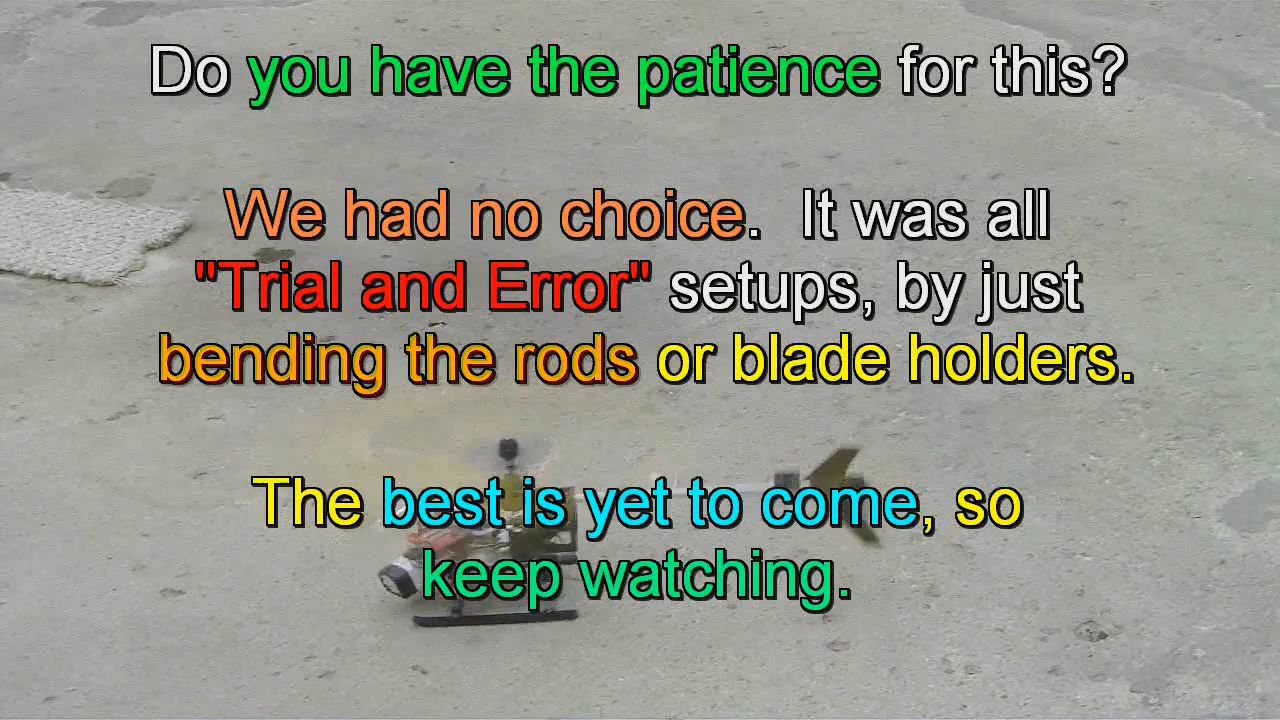 Do you have the patience for this?
We had no choice.  It was all
"Trial and Error" setups, by just
bending the rods or blade holders.
The best is yet to come, so
keep watching.